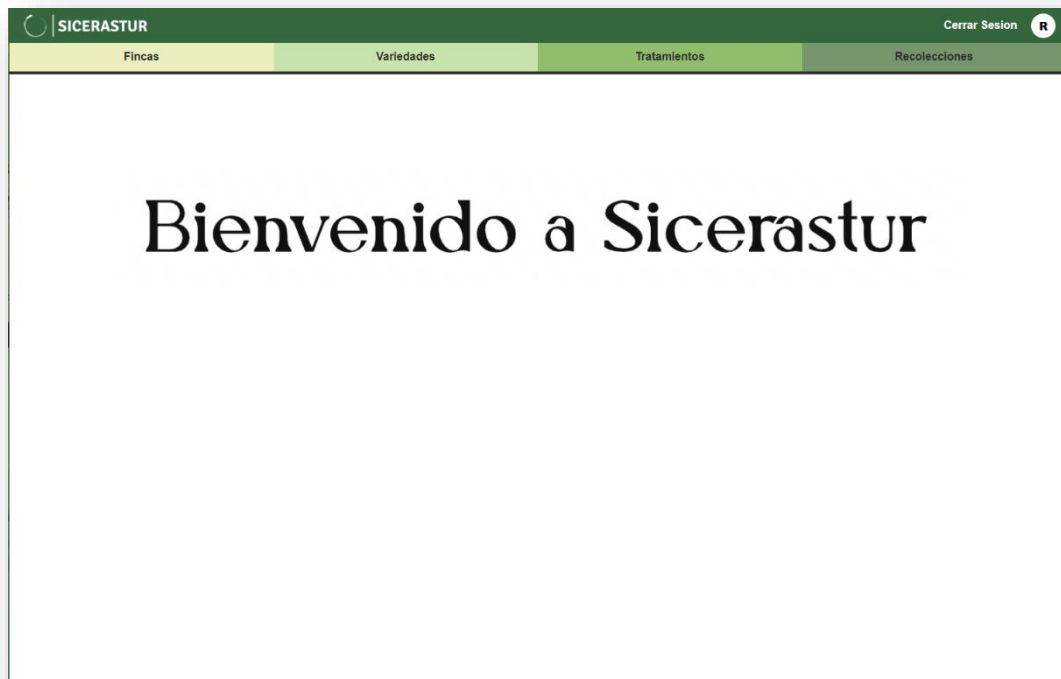 SICERASTUR
Cerrar Sesion R
Fincas Variedades Tratamientos Recolecciones
Bienvenido a Sicerastur